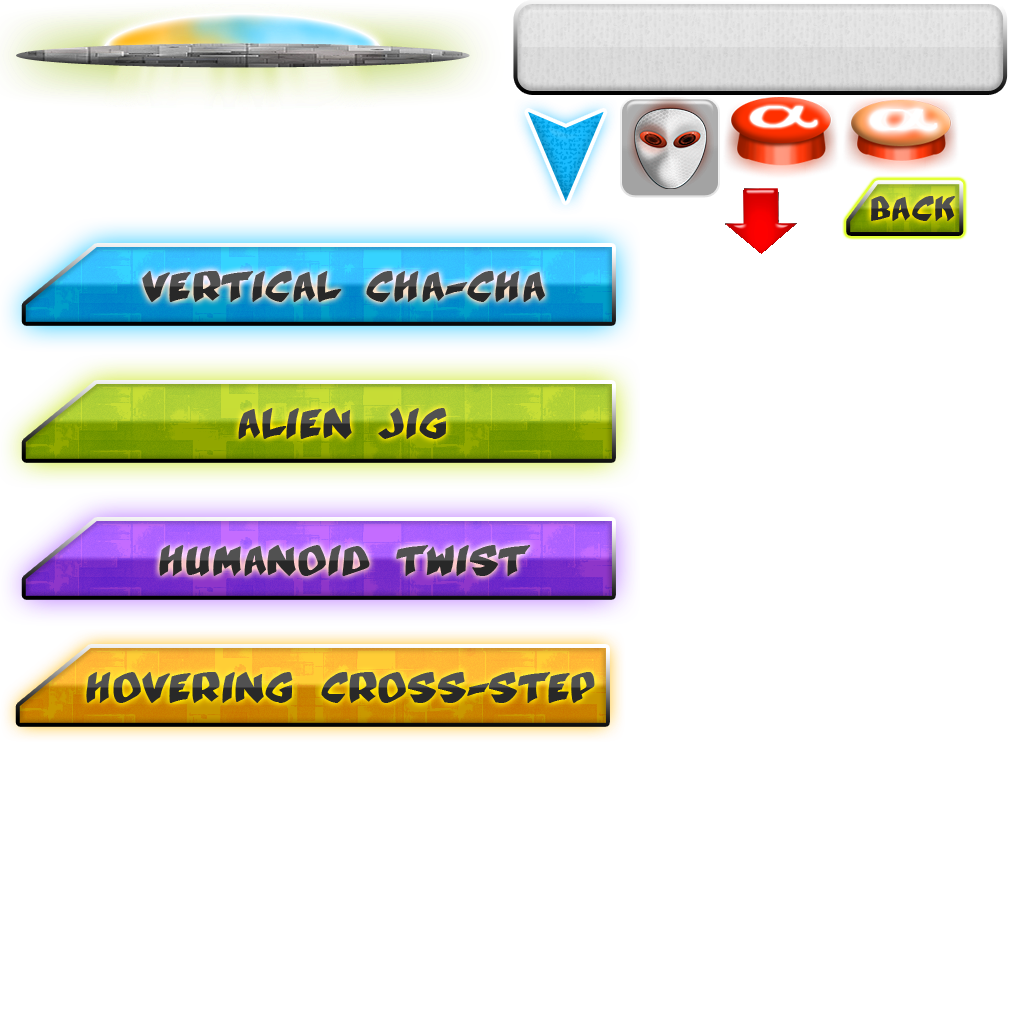 α α
BACK
VERTICAL CHA-CHA
ALIEN JIG
HUMANOID TWIST
HOVERING CROSS-STEP